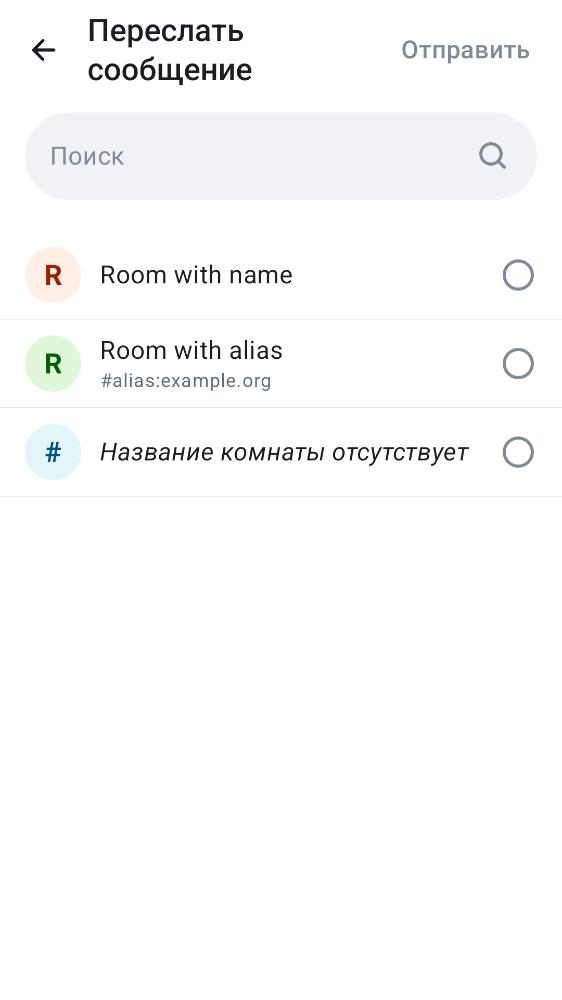 Переслать
сообщение
Отправить
Поиск
R
Room with name
R
Room with alias
#alias:example.org
#
Название комнаты отсутствует